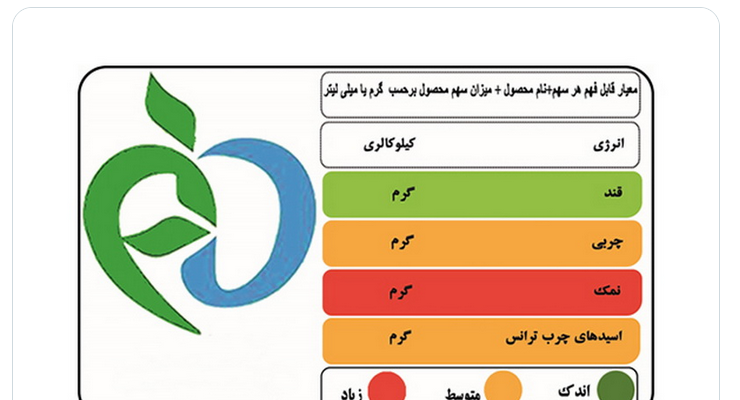 معیار قابل فهم هر سهم+نام محصول + میزان سهم محصول برحسب گرم یا میلی لیتر
انرژی کیلوکالری
قند گرم
چربی گرم
نمک گرم
اسیدهای چرب ترانس گرم
اندک متوسط زیاد